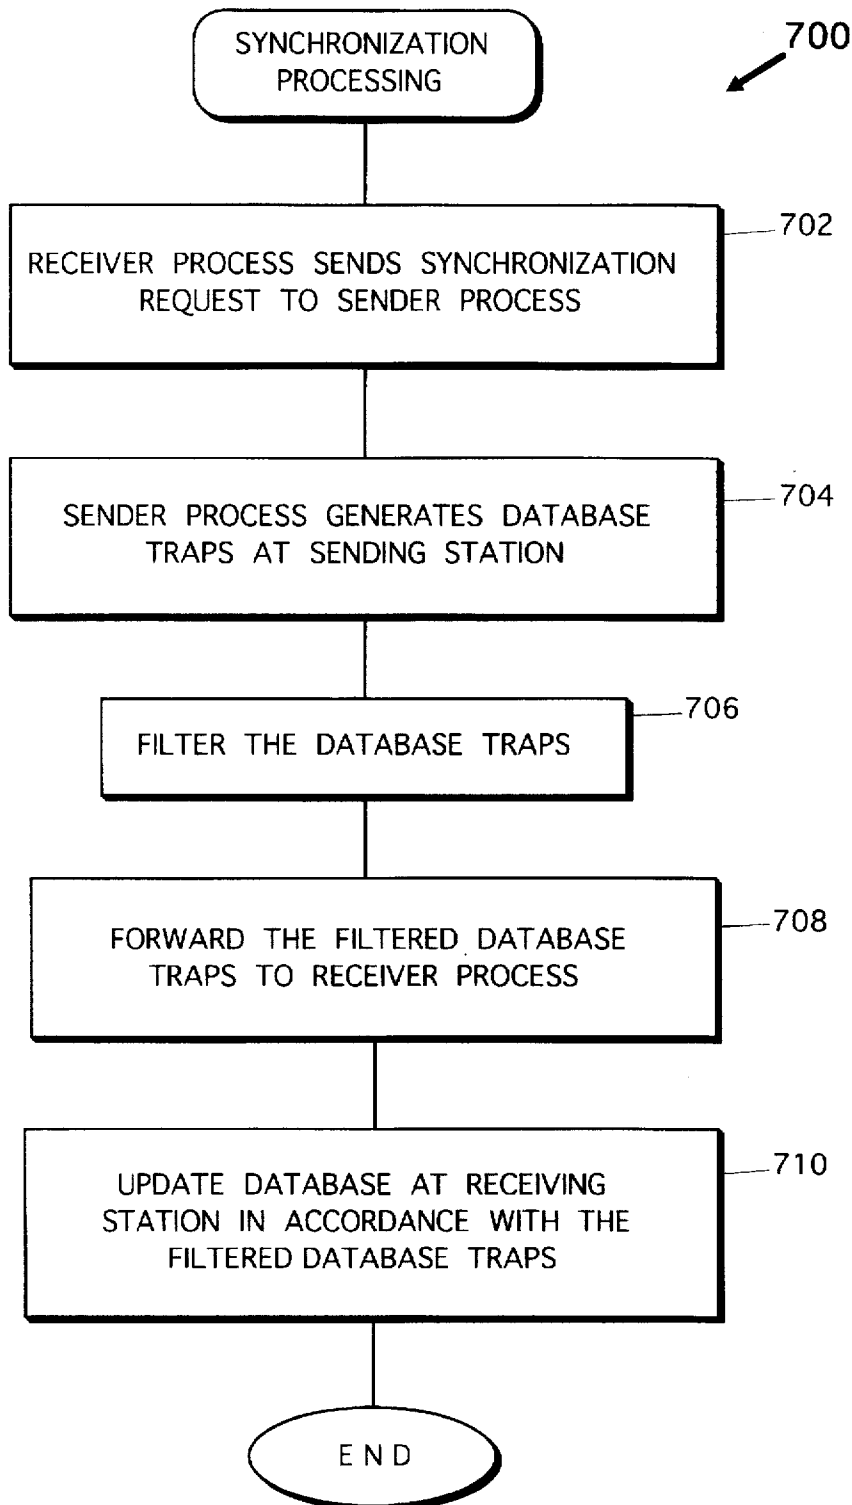 SYNCHRONIZATION
PROCESSING
700
RECEIVER PROCESS SENDS SYNCHRONIZATION
REQUEST TO SENDER PROCESS
702
SENDER PROCESS GENERATES DATABASE
TRAPS AT SENDING STATION
704
FILTER THE DATABASE TRAPS
706
FORWARD THE FILTERED DATABASE
TRAPS TO RECEIVER PROCESS
708
UPDATE DATABASE AT RECEIVING
STATION IN ACCORDANCE WITH THE
FILTERED DATABASE TRAPS
710
END